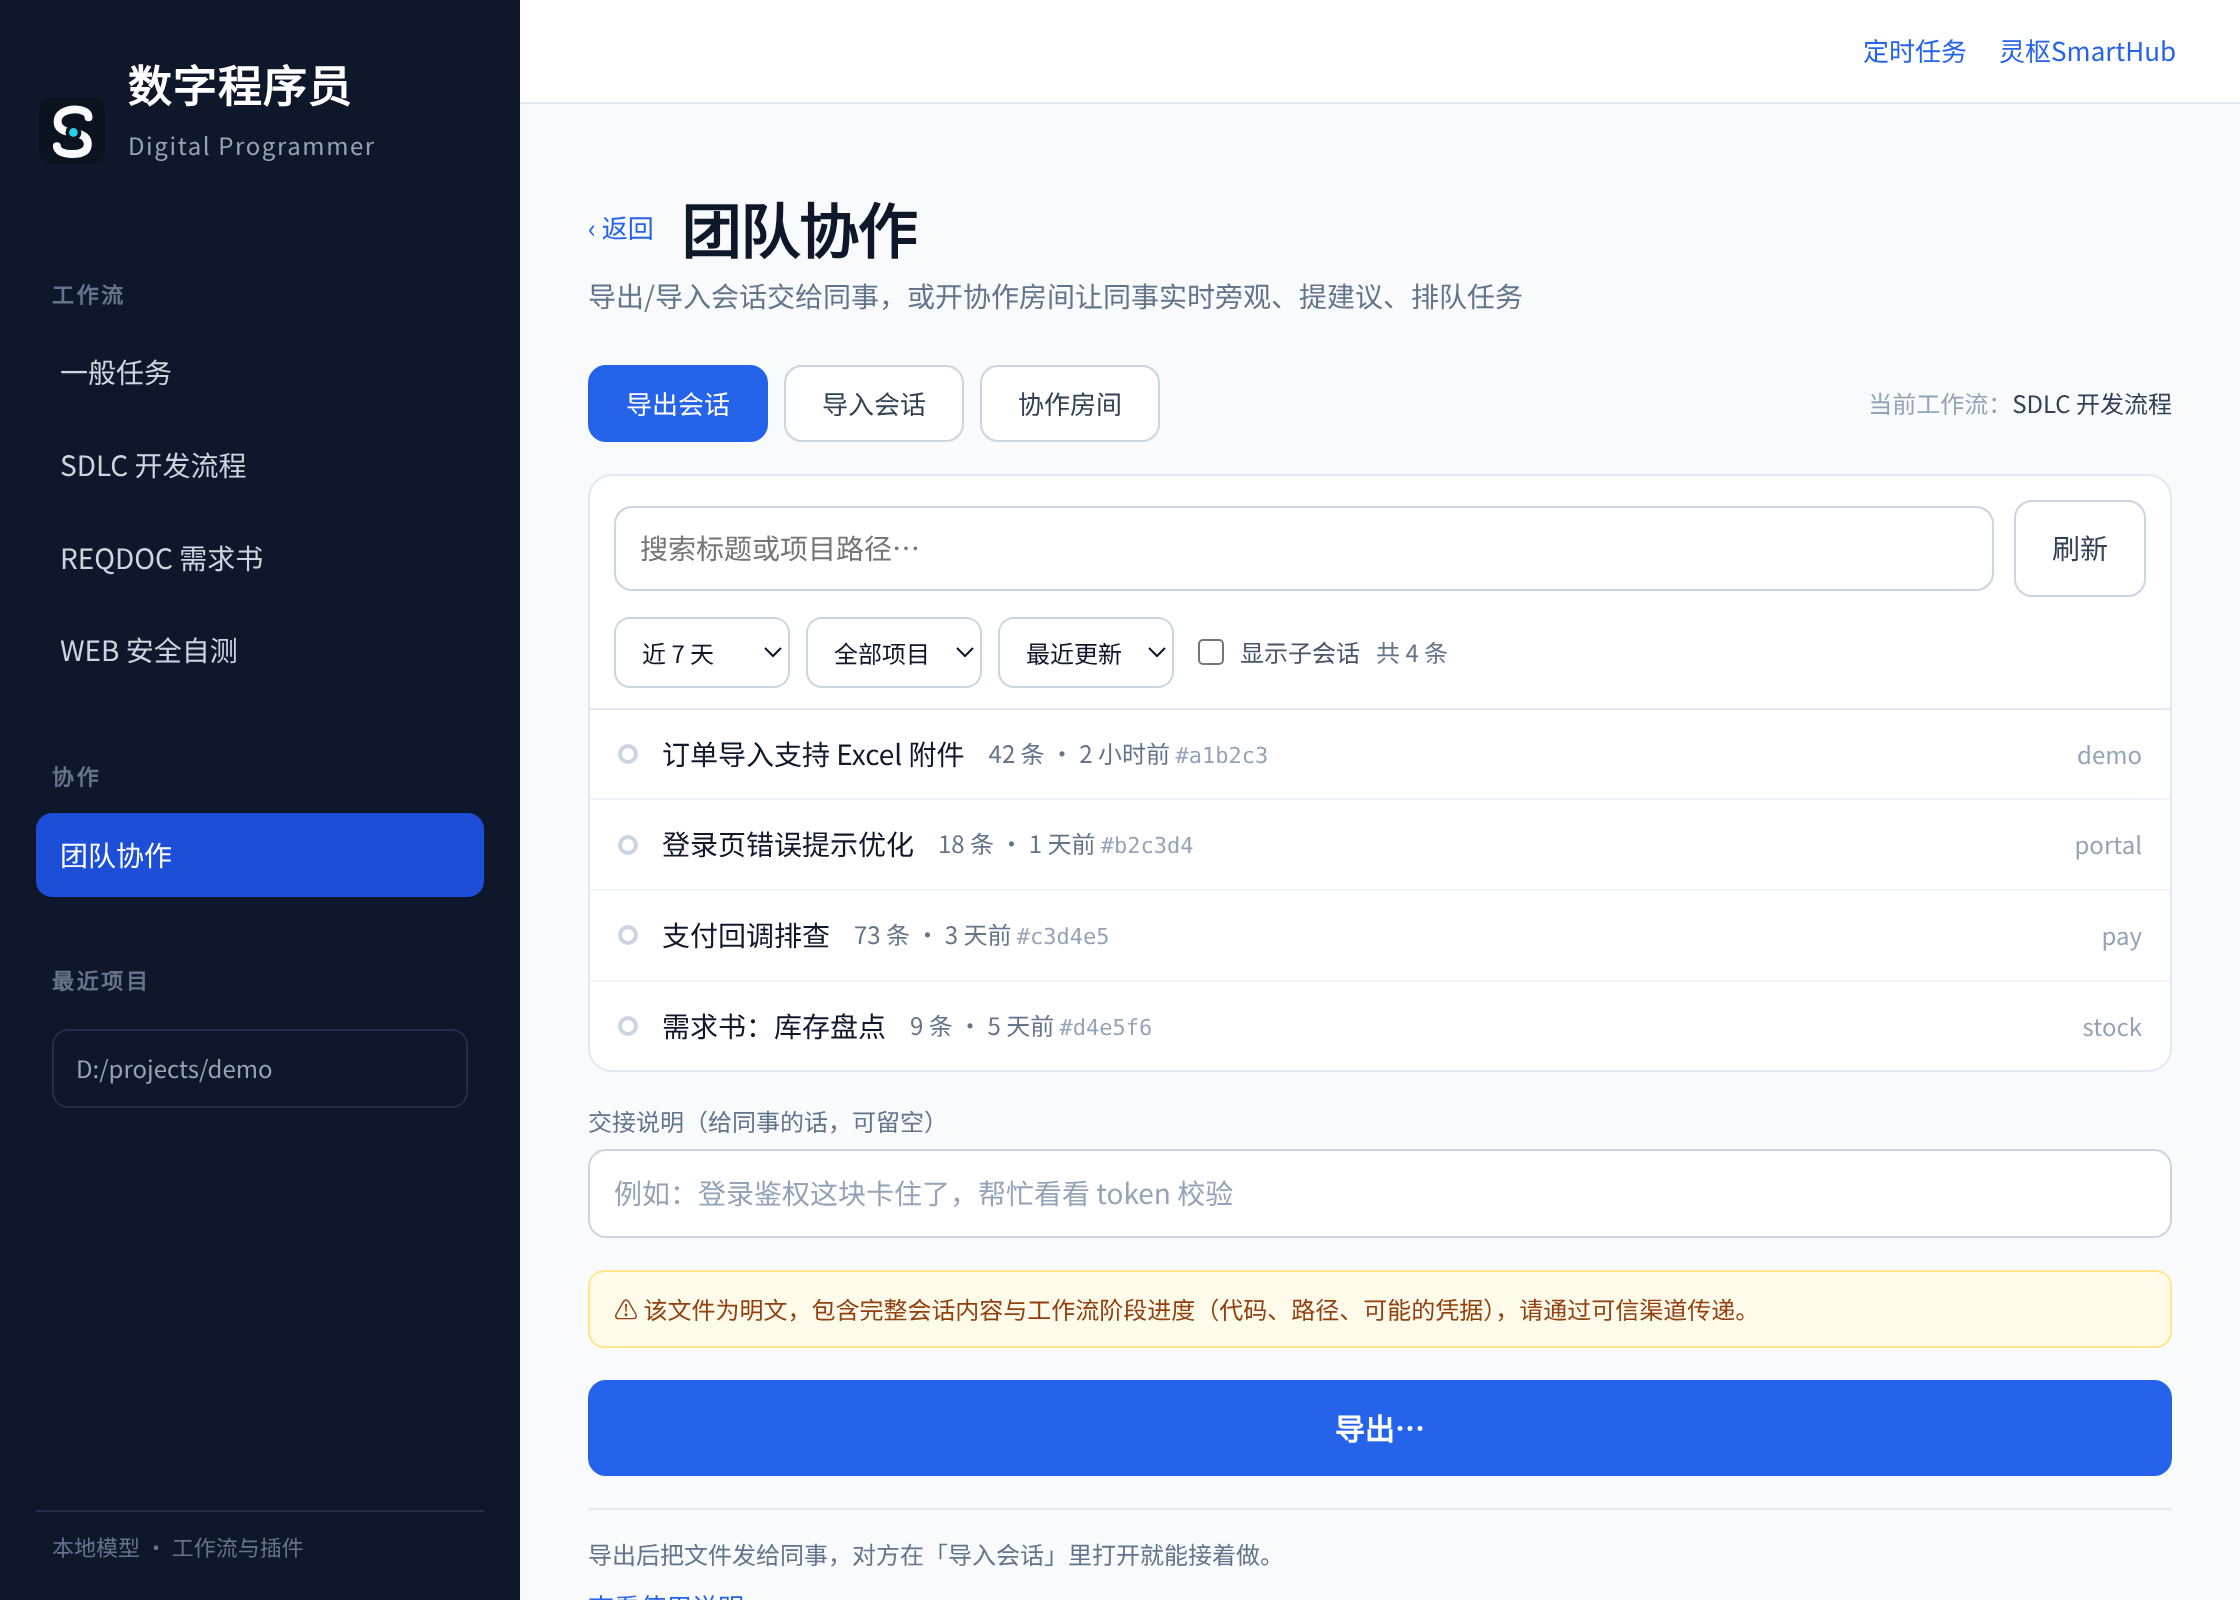 数字程序员
Digital Programmer
工作流
一般任务
SDLC 开发流程
REQDOC 需求书
WEB 安全自测
协作
团队协作
最近项目
D:/projects/demo
本地模型 · 工作流与插件
定时任务 灵枢SmartHub
‹ 返回 团队协作
导出/导入会话交给同事，或开协作房间让同事实时旁观、提建议、排队任务
导出会话 导入会话 协作房间 当前工作流：SDLC 开发流程
搜索标题或项目路径… 刷新
近 7 天 全部项目 最近更新 显示子会话 共 4 条
订单导入支持 Excel 附件 42 条 · 2 小时前 #a1b2c3 demo
登录页错误提示优化 18 条 · 1 天前 #b2c3d4 portal
支付回调排查 73 条 · 3 天前 #c3d4e5 pay
需求书：库存盘点 9 条 · 5 天前 #d4e5f6 stock
交接说明（给同事的话，可留空）
例如：登录鉴权这块卡住了，帮忙看看 token 校验
⚠ 该文件为明文，包含完整会话内容与工作流阶段进度（代码、路径、可能的凭据），请通过可信渠道传递。
导出…
导出后把文件发给同事，对方在「导入会话」里打开就能接着做。